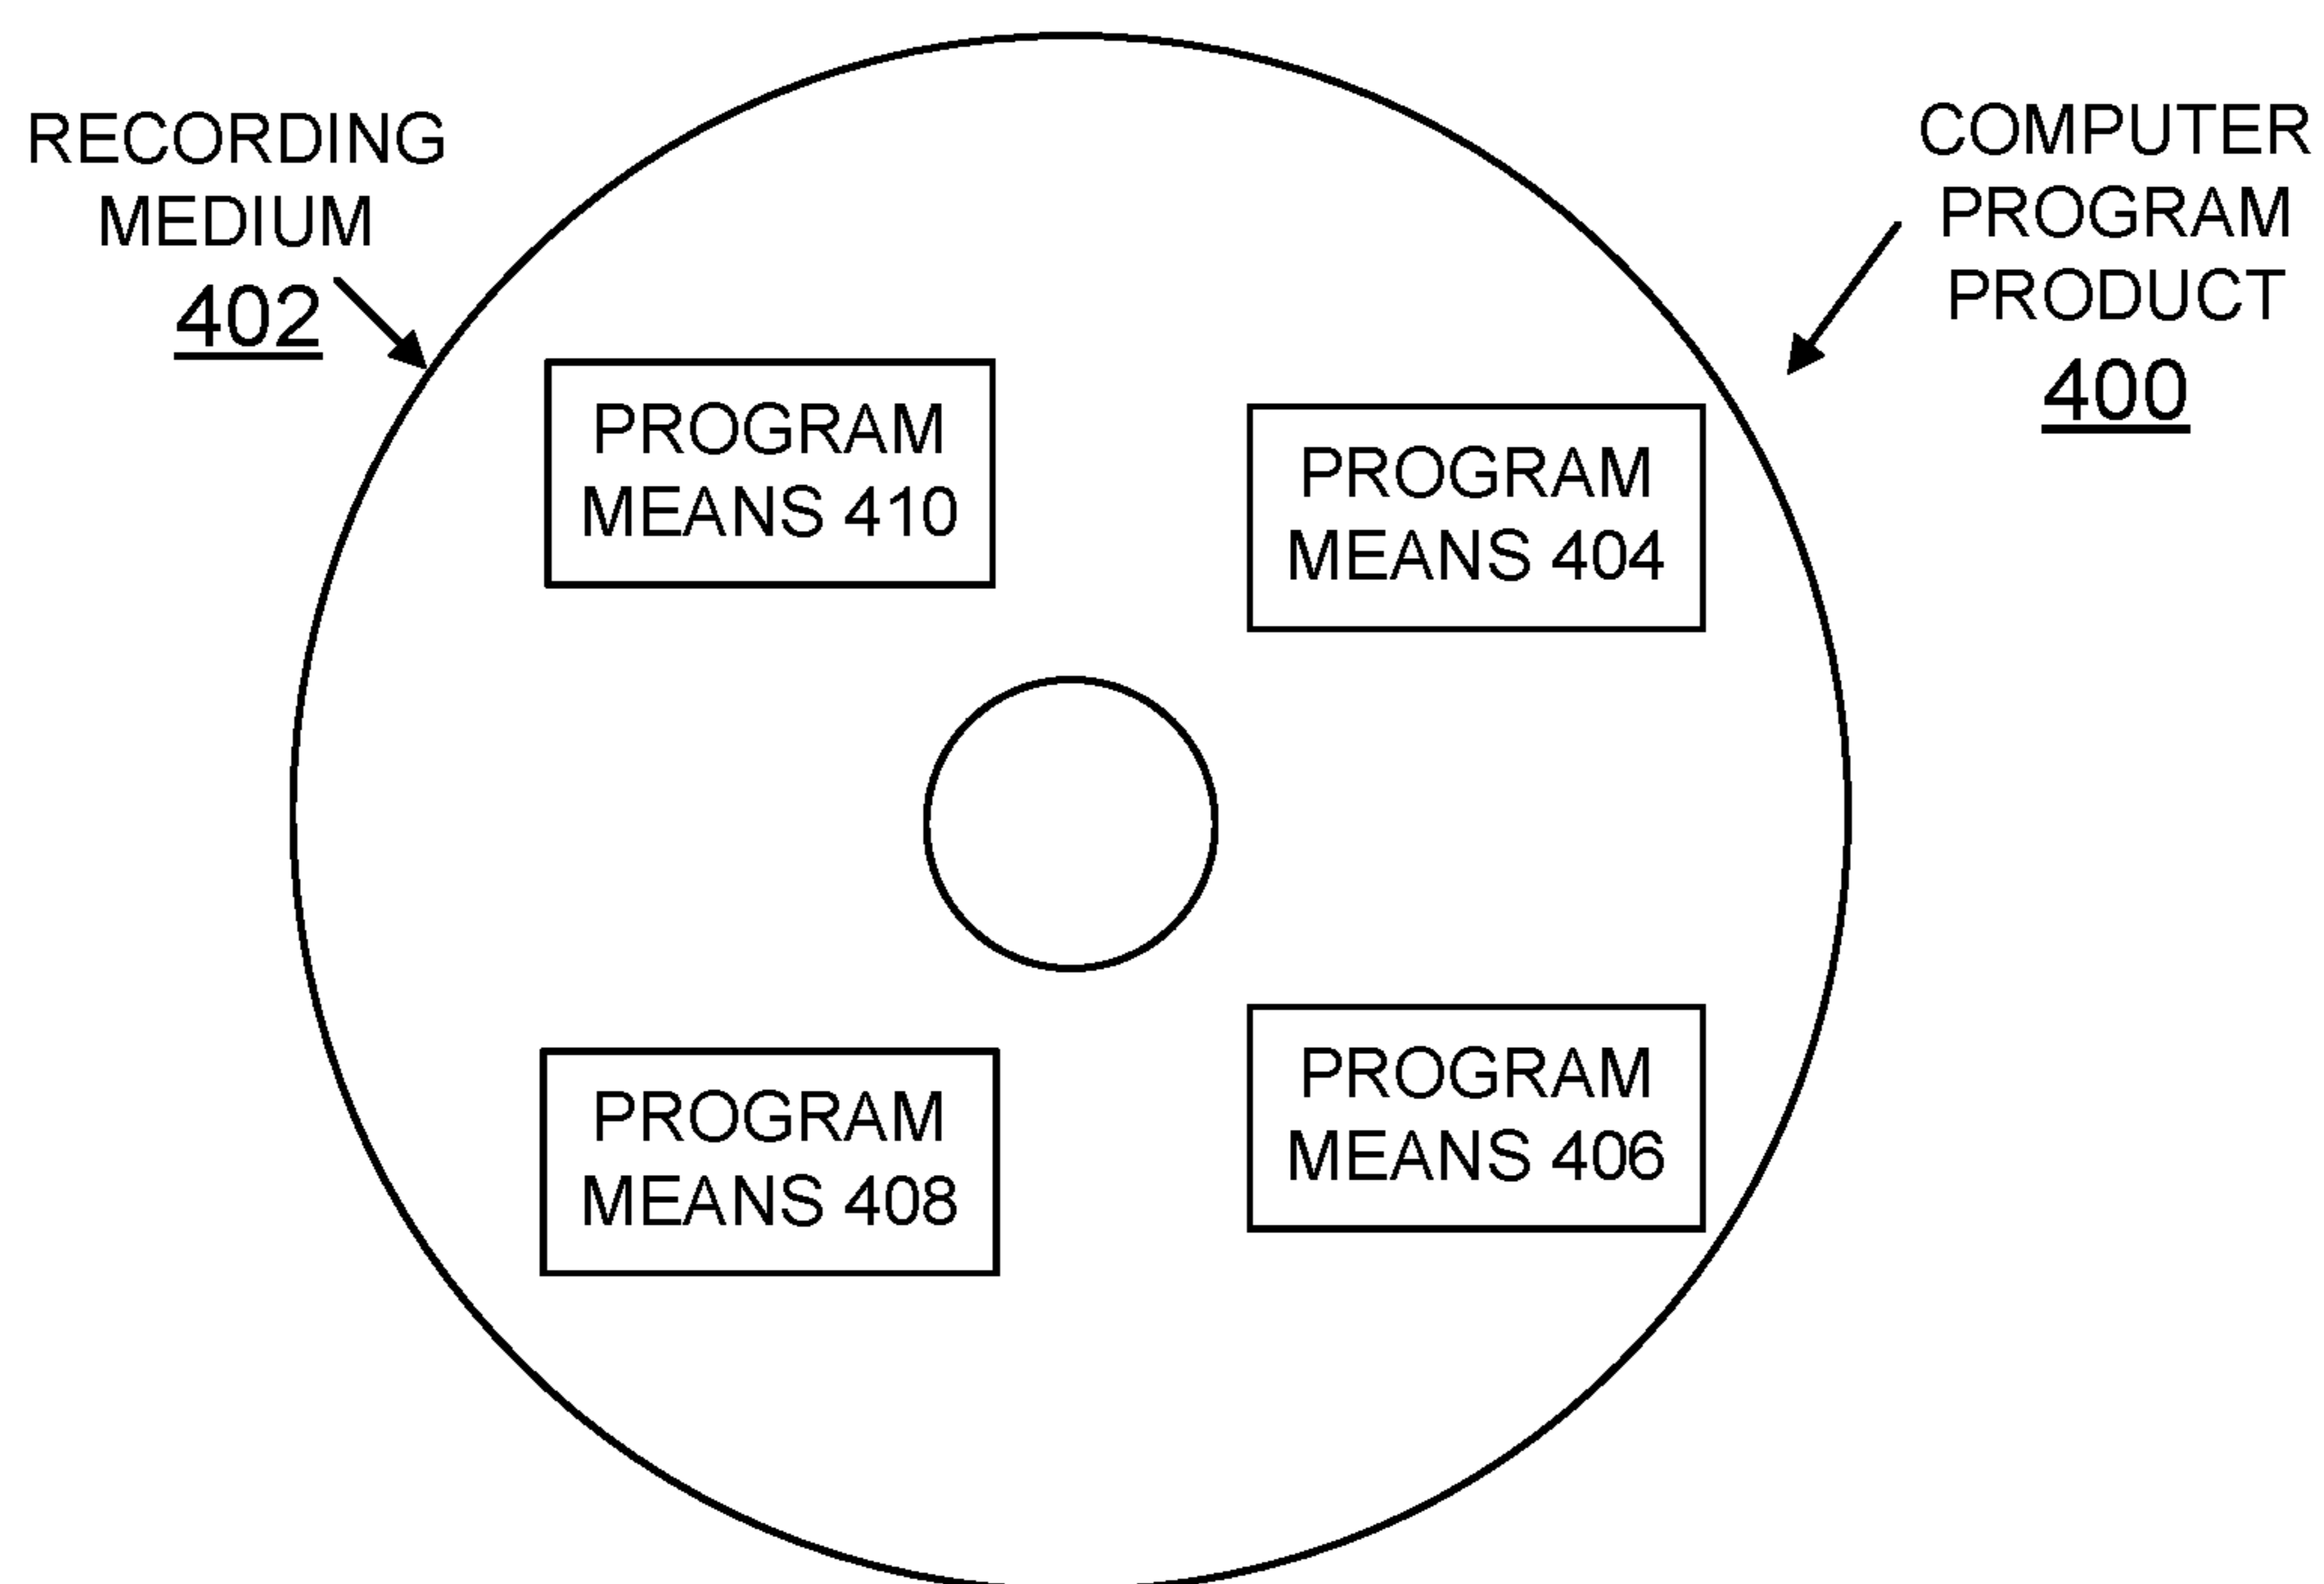 RECORDING
MEDIUM
402
COMPUTER
PROGRAM
PRODUCT
400
PROGRAM
MEANS 410
PROGRAM
MEANS 404
PROGRAM
MEANS 408
PROGRAM
MEANS 406